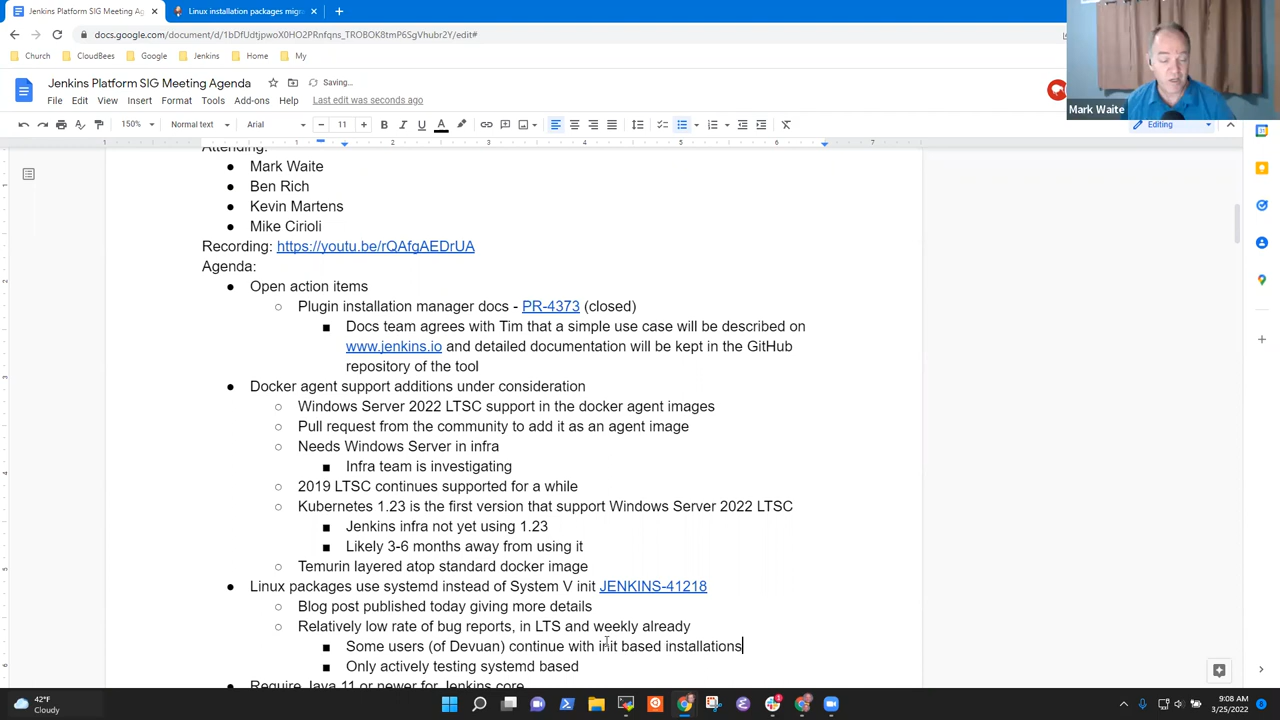 Jenkins Platform SIG Meeting Ag
Linux installation packages migra
docs.google.com/document/d/1bDfUdtjpwoX0HO2PRnfqns_TROBOK8tmP6SgVhubr2Y/edit#
Church
CloudBees
Google
Jenkins
Home
My
Jenkins Platform SIG Meeting Agenda
Saving...
File Edit View Insert Format Tools Add-ons Help Last edit was seconds ago
Mark Waite
150% Normal text Arial 11 Editing
1 1 2 3 4 5 6 7
Attending:
● Mark Waite
● Ben Rich
● Kevin Martens
● Mike Cirioli
Recording: https://youtu.be/rQAfgAEDrUA
Agenda:
● Open action items
○ Plugin installation manager docs - PR-4373 (closed)
■ Docs team agrees with Tim that a simple use case will be described on
www.jenkins.io and detailed documentation will be kept in the GitHub
repository of the tool
● Docker agent support additions under consideration
○ Windows Server 2022 LTSC support in the docker agent images
○ Pull request from the community to add it as an agent image
○ Needs Windows Server in infra
■ Infra team is investigating
○ 2019 LTSC continues supported for a while
○ Kubernetes 1.23 is the first version that support Windows Server 2022 LTSC
■ Jenkins infra not yet using 1.23
■ Likely 3-6 months away from using it
○ Temurin layered atop standard docker image
● Linux packages use systemd instead of System V init JENKINS-41218
○ Blog post published today giving more details
○ Relatively low rate of bug reports, in LTS and weekly already
■ Some users (of Devuan) continue with init based installations
■ Only actively testing systemd based
● Require Java 11 or newer for Jenkins core
42°F
Cloudy
9:08 AM
3/25/2022